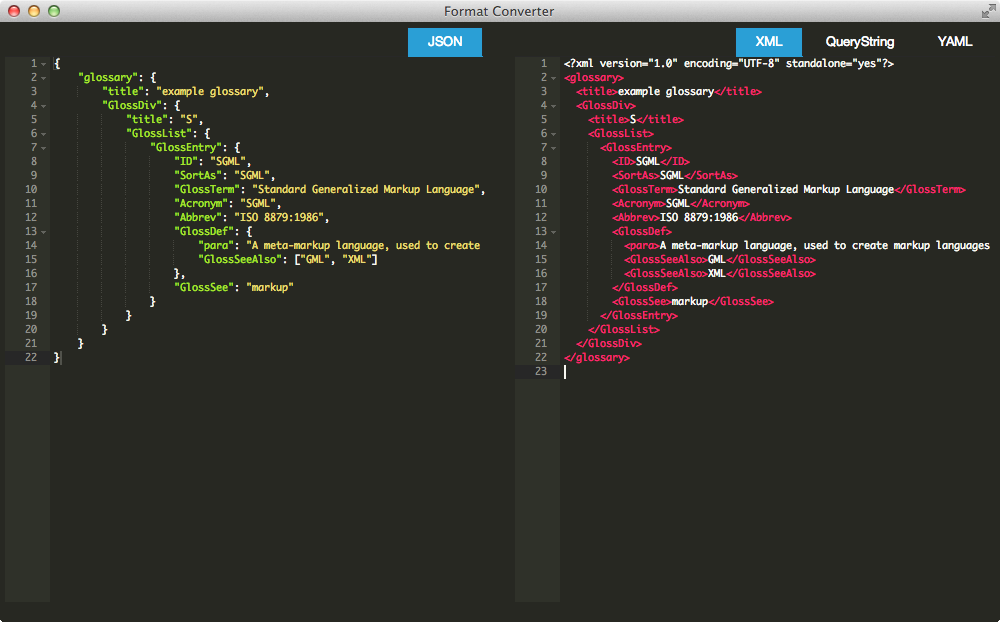 Format Converter
JSON
XML QueryString YAML
1 {
2 "glossary": {
3 "title": "example glossary",
4 "GlossDiv": {
5 "title": "S",
6 "GlossList": {
7 "GlossEntry": {
8 "ID": "SGML",
9 "SortAs": "SGML",
10 "GlossTerm": "Standard Generalized Markup Language",
11 "Acronym": "SGML",
12 "Abbrev": "ISO 8879:1986",
13 "GlossDef": {
14 "para": "A meta-markup language, used to create
15 "GlossSeeAlso": ["GML", "XML"]
16 },
17 "GlossSee": "markup"
18 }
19 }
20 }
21 }
22 }
1 <?xml version="1.0" encoding="UTF-8" standalone="yes"?>
2 <glossary>
3 <title>example glossary</title>
4 <GlossDiv>
5 <title>S</title>
6 <GlossList>
7 <GlossEntry>
8 <ID>SGML</ID>
9 <SortAs>SGML</SortAs>
10 <GlossTerm>Standard Generalized Markup Language</GlossTerm>
11 <Acronym>SGML</Acronym>
12 <Abbrev>ISO 8879:1986</Abbrev>
13 <GlossDef>
14 <para>A meta-markup language, used to create markup languages
15 <GlossSeeAlso>GML</GlossSeeAlso>
16 <GlossSeeAlso>XML</GlossSeeAlso>
17 </GlossDef>
18 <GlossSee>markup</GlossSee>
19 </GlossEntry>
20 </GlossList>
21 </GlossDiv>
22 </glossary>
23